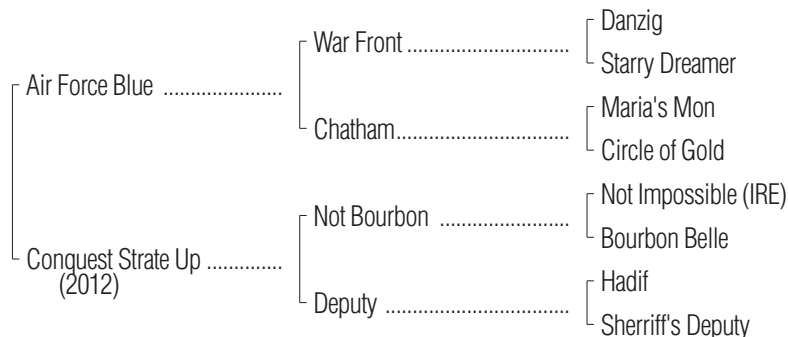 Danzig
War Front ..............................
Starry Dreamer
Air Force Blue ......................
Maria's Mon
Chatham................................
Circle of Gold
Not Impossible (IRE)
Not Bourbon ........................
Bourbon Belle
Conquest Strate Up ..............
(2012)
Hadif
Deputy ..................................
Sherriff's Deputy